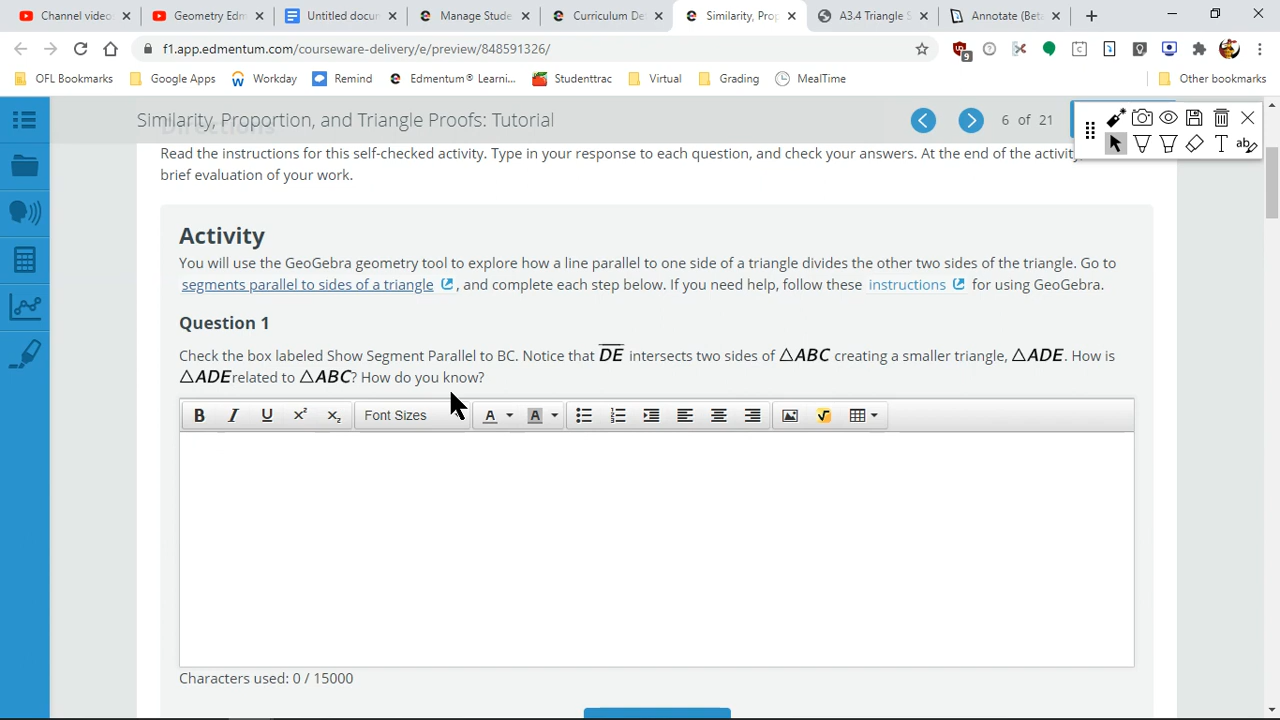 Channel video:
Geometry Edm
Untitled docum
Manage Stude
Curriculum De
Similarity, Prop
A3.4 Triangle S
Annotate (Beta
f1.app.edmentum.com/courseware-delivery/e/preview/848591326/
9
OFL Bookmarks
Google Apps
Workday
Remind
Edmentum® Learni...
Studenttrac
Virtual
Grading
MealTime
Other bookmarks
Directions
Similarity, Proportion, and Triangle Proofs: Tutorial
6 of 21
Read the instructions for this self-checked activity. Type in your response to each question, and check your answers. At the end of the activity,
brief evaluation of your work.
Activity
You will use the GeoGebra geometry tool to explore how a line parallel to one side of a triangle divides the other two sides of the triangle. Go to
segments parallel to sides of a triangle , and complete each step below. If you need help, follow these instructions for using GeoGebra.
Question 1
Check the box labeled Show Segment Parallel to BC. Notice that D̅E̅ intersects two sides of △ABC creating a smaller triangle, △ADE. How is
△ADE related to △ABC? How do you know?
B I U x² x₂ Font Sizes A A
Characters used: 0 / 15000